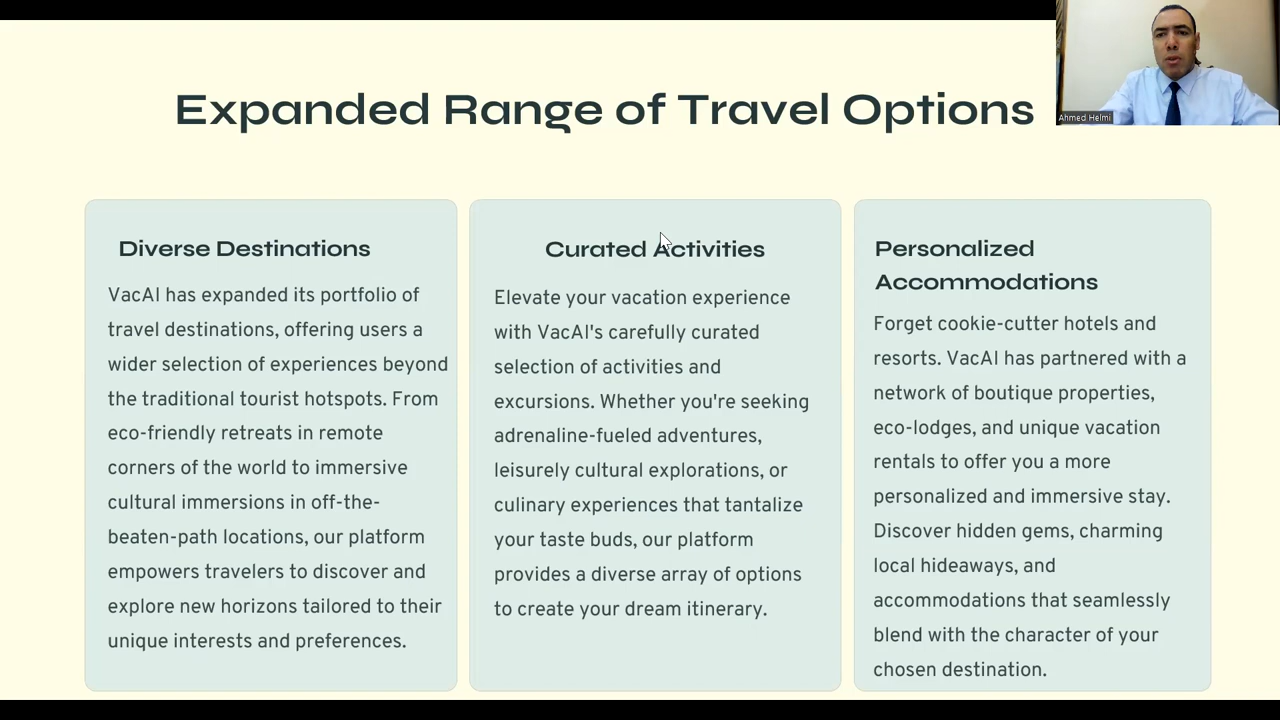 Expanded Range of Travel Options
Ahmed Helmi
Diverse Destinations
VacAI has expanded its portfolio of
travel destinations, offering users a
wider selection of experiences beyond
the traditional tourist hotspots. From
eco-friendly retreats in remote
corners of the world to immersive
cultural immersions in off-the-
beaten-path locations, our platform
empowers travelers to discover and
explore new horizons tailored to their
unique interests and preferences.
Curated Activities
Elevate your vacation experience
with VacAI's carefully curated
selection of activities and
excursions. Whether you're seeking
adrenaline-fueled adventures,
leisurely cultural explorations, or
culinary experiences that tantalize
your taste buds, our platform
provides a diverse array of options
to create your dream itinerary.
Personalized
Accommodations
Forget cookie-cutter hotels and
resorts. VacAI has partnered with a
network of boutique properties,
eco-lodges, and unique vacation
rentals to offer you a more
personalized and immersive stay.
Discover hidden gems, charming
local hideaways, and
accommodations that seamlessly
blend with the character of your
chosen destination.